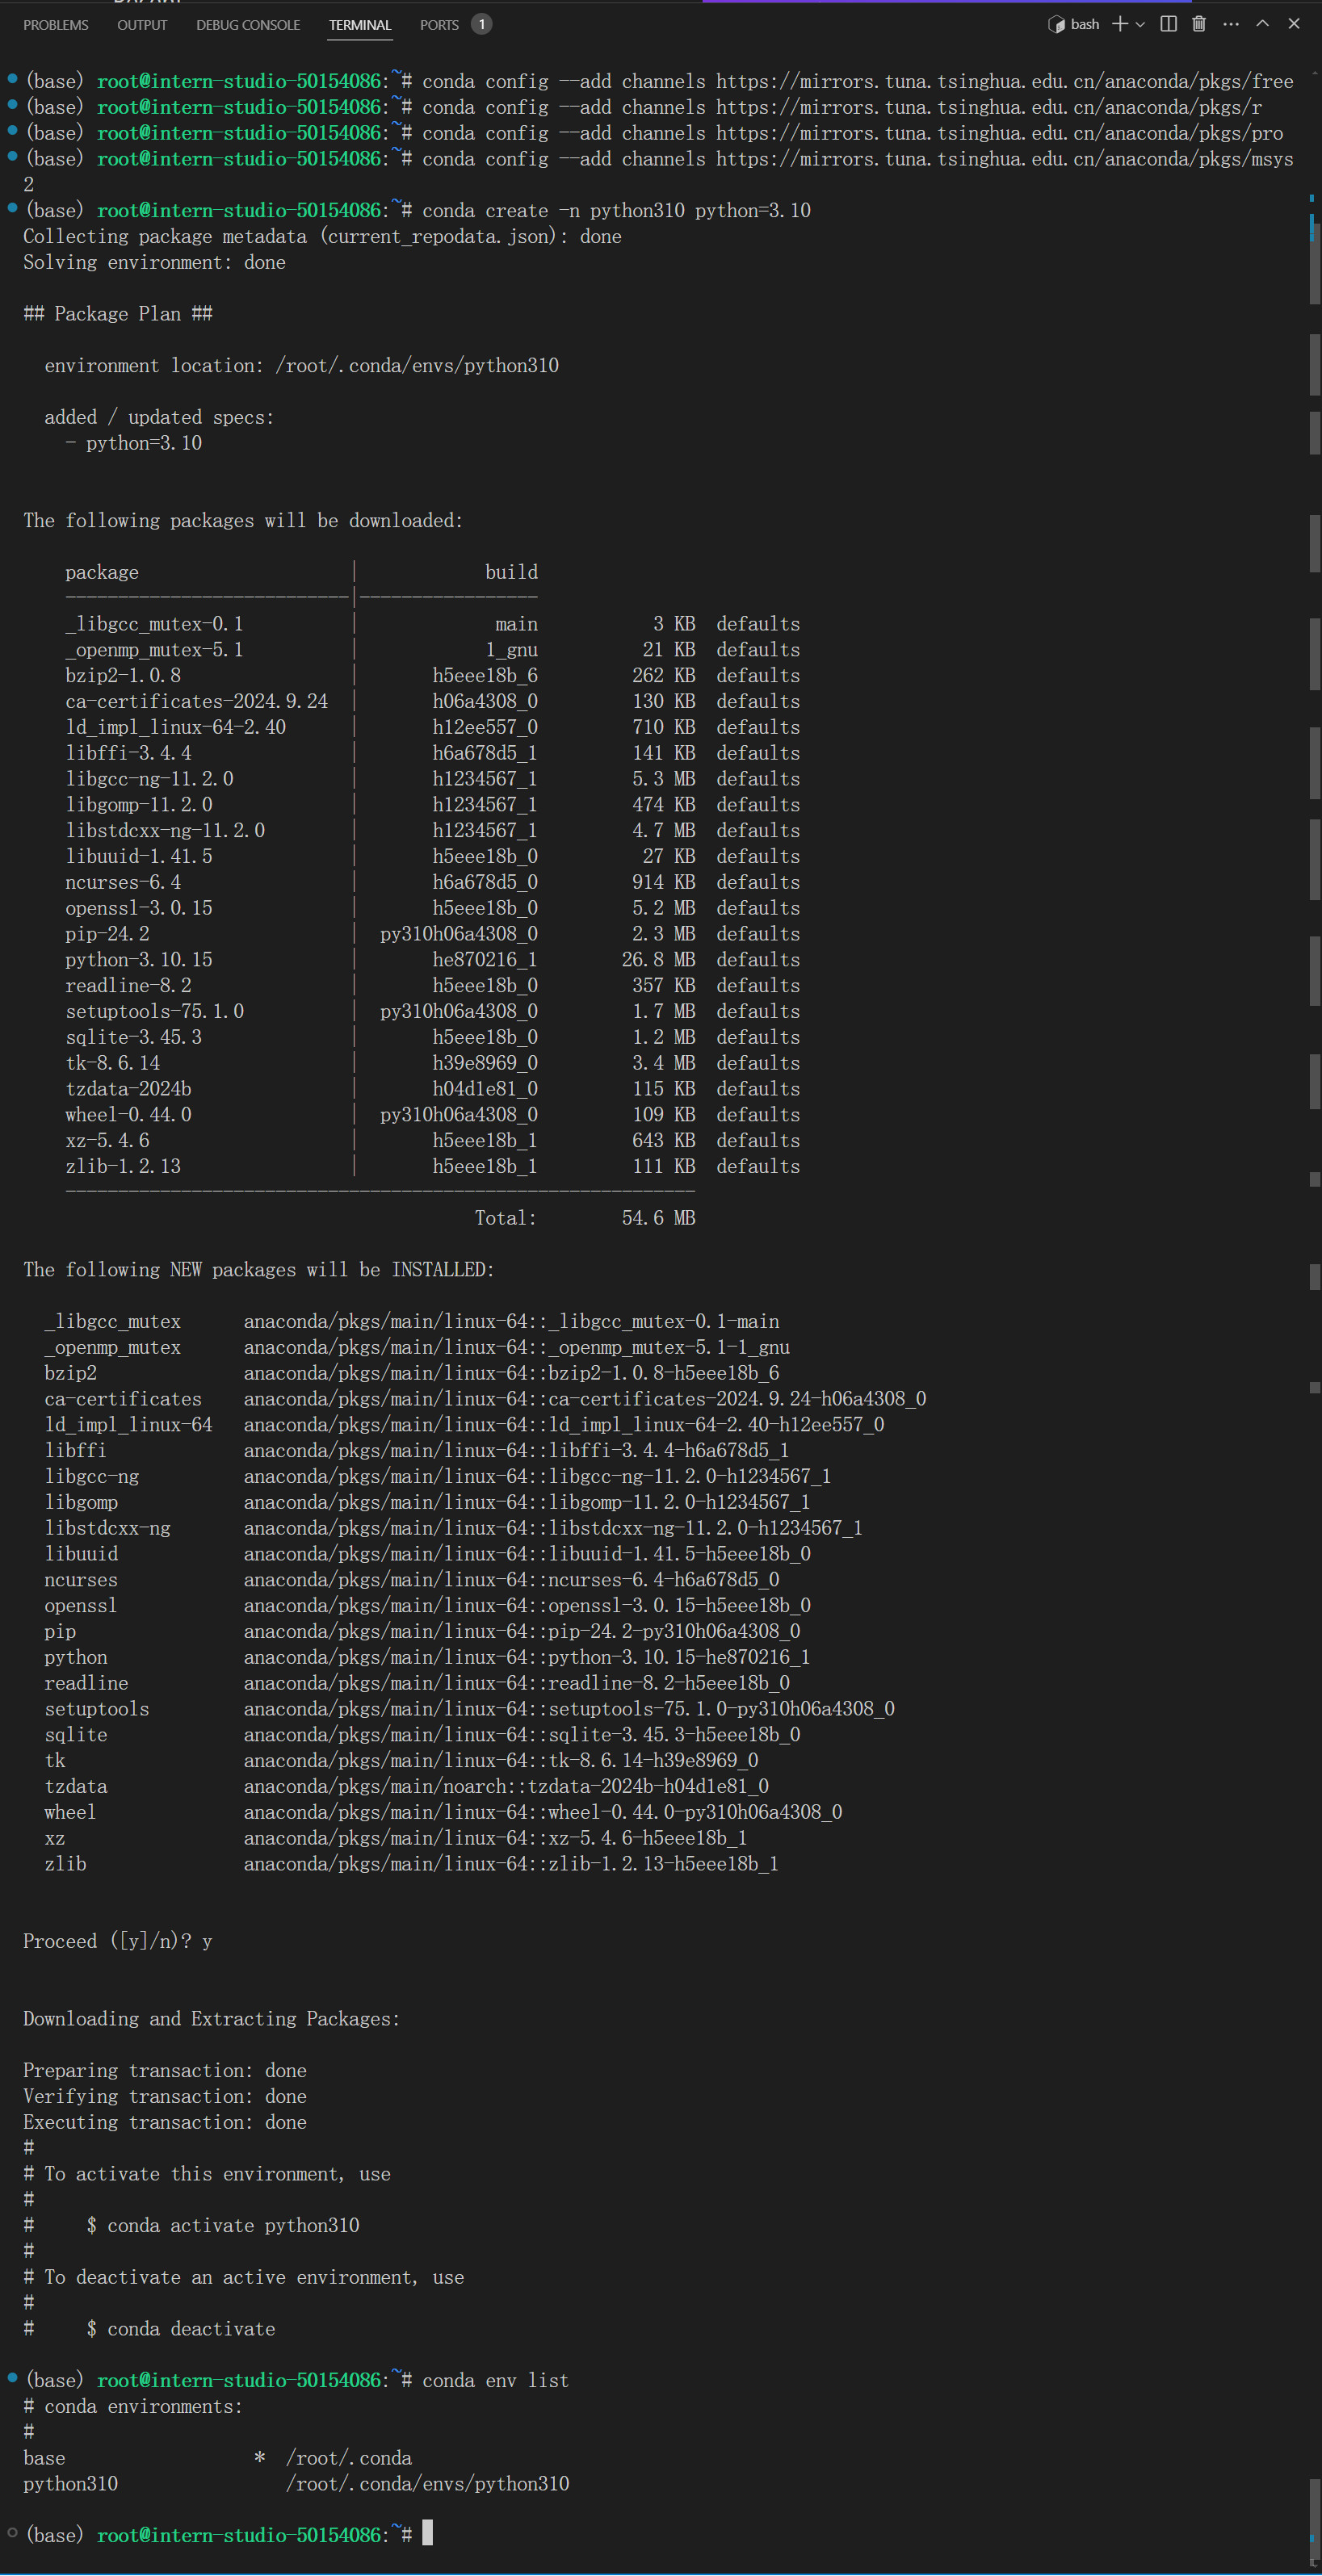 PROBLEMS OUTPUT DEBUG CONSOLE TERMINAL PORTS 1 bash
(base) root@intern-studio-50154086:~# conda config --add channels https://mirrors.tuna.tsinghua.edu.cn/anaconda/pkgs/free
(base) root@intern-studio-50154086:~# conda config --add channels https://mirrors.tuna.tsinghua.edu.cn/anaconda/pkgs/r
(base) root@intern-studio-50154086:~# conda config --add channels https://mirrors.tuna.tsinghua.edu.cn/anaconda/pkgs/pro
(base) root@intern-studio-50154086:~# conda config --add channels https://mirrors.tuna.tsinghua.edu.cn/anaconda/pkgs/msys
2
(base) root@intern-studio-50154086:~# conda create -n python310 python=3.10
Collecting package metadata (current_repodata.json): done
Solving environment: done
## Package Plan ##
environment location: /root/.conda/envs/python310
added / updated specs:
- python=3.10
The following packages will be downloaded:
package | build
---------------------------|-----------------
_libgcc_mutex-0.1 | main 3 KB defaults
_openmp_mutex-5.1 | 1_gnu 21 KB defaults
bzip2-1.0.8 | h5eee18b_6 262 KB defaults
ca-certificates-2024.9.24 | h06a4308_0 130 KB defaults
ld_impl_linux-64-2.40 | h12ee557_0 710 KB defaults
libffi-3.4.4 | h6a678d5_1 141 KB defaults
libgcc-ng-11.2.0 | h1234567_1 5.3 MB defaults
libgomp-11.2.0 | h1234567_1 474 KB defaults
libstdcxx-ng-11.2.0 | h1234567_1 4.7 MB defaults
libuuid-1.41.5 | h5eee18b_0 27 KB defaults
ncurses-6.4 | h6a678d5_0 914 KB defaults
openssl-3.0.15 | h5eee18b_0 5.2 MB defaults
pip-24.2 | py310h06a4308_0 2.3 MB defaults
python-3.10.15 | he870216_1 26.8 MB defaults
readline-8.2 | h5eee18b_0 357 KB defaults
setuptools-75.1.0 | py310h06a4308_0 1.7 MB defaults
sqlite-3.45.3 | h5eee18b_0 1.2 MB defaults
tk-8.6.14 | h39e8969_0 3.4 MB defaults
tzdata-2024b | h04d1e81_0 115 KB defaults
wheel-0.44.0 | py310h06a4308_0 109 KB defaults
xz-5.4.6 | h5eee18b_1 643 KB defaults
zlib-1.2.13 | h5eee18b_1 111 KB defaults
------------------------------------------------------------
Total: 54.6 MB
The following NEW packages will be INSTALLED:
_libgcc_mutex anaconda/pkgs/main/linux-64::_libgcc_mutex-0.1-main
_openmp_mutex anaconda/pkgs/main/linux-64::_openmp_mutex-5.1-1_gnu
bzip2 anaconda/pkgs/main/linux-64::bzip2-1.0.8-h5eee18b_6
ca-certificates anaconda/pkgs/main/linux-64::ca-certificates-2024.9.24-h06a4308_0
ld_impl_linux-64 anaconda/pkgs/main/linux-64::ld_impl_linux-64-2.40-h12ee557_0
libffi anaconda/pkgs/main/linux-64::libffi-3.4.4-h6a678d5_1
libgcc-ng anaconda/pkgs/main/linux-64::libgcc-ng-11.2.0-h1234567_1
libgomp anaconda/pkgs/main/linux-64::libgomp-11.2.0-h1234567_1
libstdcxx-ng anaconda/pkgs/main/linux-64::libstdcxx-ng-11.2.0-h1234567_1
libuuid anaconda/pkgs/main/linux-64::libuuid-1.41.5-h5eee18b_0
ncurses anaconda/pkgs/main/linux-64::ncurses-6.4-h6a678d5_0
openssl anaconda/pkgs/main/linux-64::openssl-3.0.15-h5eee18b_0
pip anaconda/pkgs/main/linux-64::pip-24.2-py310h06a4308_0
python anaconda/pkgs/main/linux-64::python-3.10.15-he870216_1
readline anaconda/pkgs/main/linux-64::readline-8.2-h5eee18b_0
setuptools anaconda/pkgs/main/linux-64::setuptools-75.1.0-py310h06a4308_0
sqlite anaconda/pkgs/main/linux-64::sqlite-3.45.3-h5eee18b_0
tk anaconda/pkgs/main/linux-64::tk-8.6.14-h39e8969_0
tzdata anaconda/pkgs/main/noarch::tzdata-2024b-h04d1e81_0
wheel anaconda/pkgs/main/linux-64::wheel-0.44.0-py310h06a4308_0
xz anaconda/pkgs/main/linux-64::xz-5.4.6-h5eee18b_1
zlib anaconda/pkgs/main/linux-64::zlib-1.2.13-h5eee18b_1
Proceed ([y]/n)? y
Downloading and Extracting Packages:
Preparing transaction: done
Verifying transaction: done
Executing transaction: done
#
# To activate this environment, use
#
# $ conda activate python310
#
# To deactivate an active environment, use
#
# $ conda deactivate
(base) root@intern-studio-50154086:~# conda env list
# conda environments:
#
base * /root/.conda
python310 /root/.conda/envs/python310
(base) root@intern-studio-50154086:~#